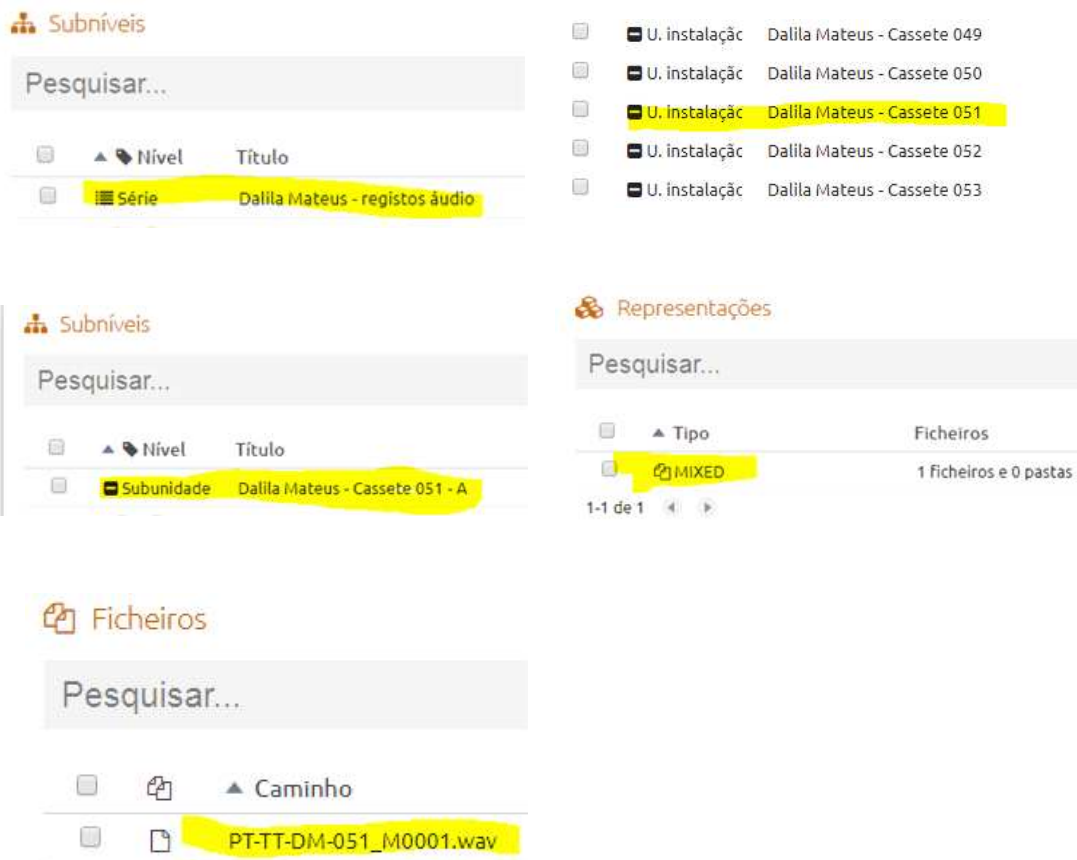 Subníveis
Pesquisar...
Nível Título
Série Dalila Mateus - registos áudio
U. instalaçãc Dalila Mateus - Cassete 049
U. instalaçãc Dalila Mateus - Cassete 050
U. instalaçãc Dalila Mateus - Cassete 051
U. instalaçãc Dalila Mateus - Cassete 052
U. instalaçãc Dalila Mateus - Cassete 053
Subníveis
Pesquisar...
Nível Título
Subunidade Dalila Mateus - Cassete 051 - A
Representações
Pesquisar...
Tipo Ficheiros
MIXED 1 ficheiros e 0 pastas
1-1 de 1
Ficheiros
Pesquisar...
Caminho
PT-TT-DM-051_M0001.wav